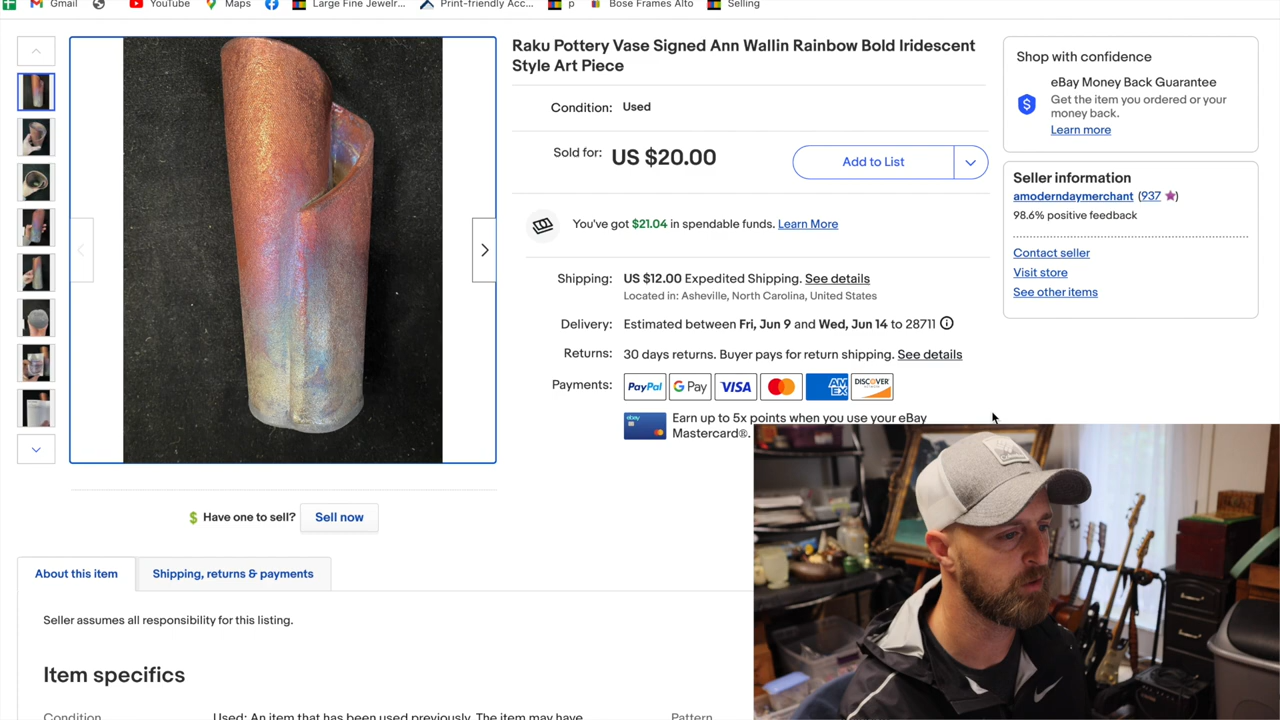 Gmail
YouTube
Maps
Large Fine Jewelr...
Print-friendly Acc...
p
Bose Frames Alto
Selling
Raku Pottery Vase Signed Ann Wallin Rainbow Bold Iridescent
Style Art Piece
Condition: Used
Sold for: US $20.00
Add to List
You've got $21.04 in spendable funds. Learn More
Shipping: US $12.00 Expedited Shipping. See details
Located in: Asheville, North Carolina, United States
Delivery: Estimated between Fri, Jun 9 and Wed, Jun 14 to 28711
Returns: 30 days returns. Buyer pays for return shipping. See details
Payments: PayPal G Pay VISA AM EX DISCOVER
ebay Earn up to 5x points when you use your eBay
Mastercard®.
Shop with confidence
eBay Money Back Guarantee
Get the item you ordered or your
money back.
Learn more
Seller information
amoderndaymerchant (937)
98.6% positive feedback
Contact seller
Visit store
See other items
Have one to sell? Sell now
About this item
Shipping, returns & payments
Seller assumes all responsibility for this listing.
Item specifics
Condition
Used: An item that has been used previously. The item may have
Pattern